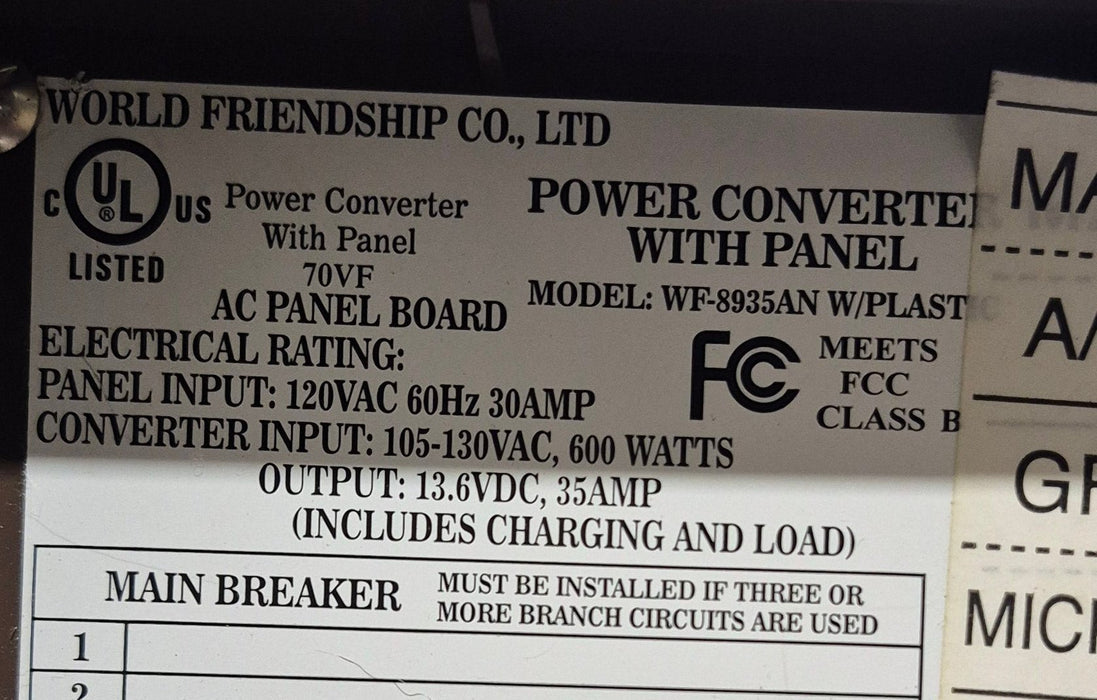 WORLD FRIENDSHIP CO., LTD
C UL ® US
LISTED
Power Converter
With Panel
70VF
AC PANEL BOARD
POWER CONVERTER
WITH PANEL
MODEL: WF-8935AN W/PLASTIC
FC
MEETS
FCC
CLASS B
ELECTRICAL RATING:
PANEL INPUT: 120VAC 60Hz 30AMP
CONVERTER INPUT: 105-130VAC, 600 WATTS
OUTPUT: 13.6VDC, 35AMP
(INCLUDES CHARGING AND LOAD)
MAIN BREAKER
MUST BE INSTALLED IF THREE OR
MORE BRANCH CIRCUITS ARE USED
1
2
MA
A/
GF
MIC